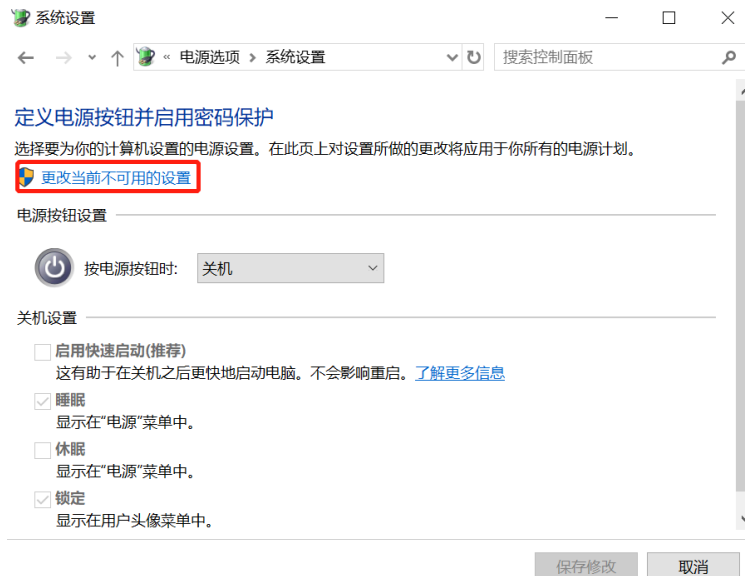 系统设置
« 电源选项 > 系统设置
搜索控制面板
定义电源按钮并启用密码保护
选择要为你的计算机设置的电源设置。在此页上对设置所做的更改将应用于你所有的电源计划。
更改当前不可用的设置
电源按钮设置
按电源按钮时: 关机
关机设置
启用快速启动(推荐)
这有助于在关机之后更快地启动电脑。不会影响重启。了解更多信息
睡眠
显示在"电源"菜单中。
休眠
显示在"电源"菜单中。
锁定
显示在用户头像菜单中。
保存修改 取消